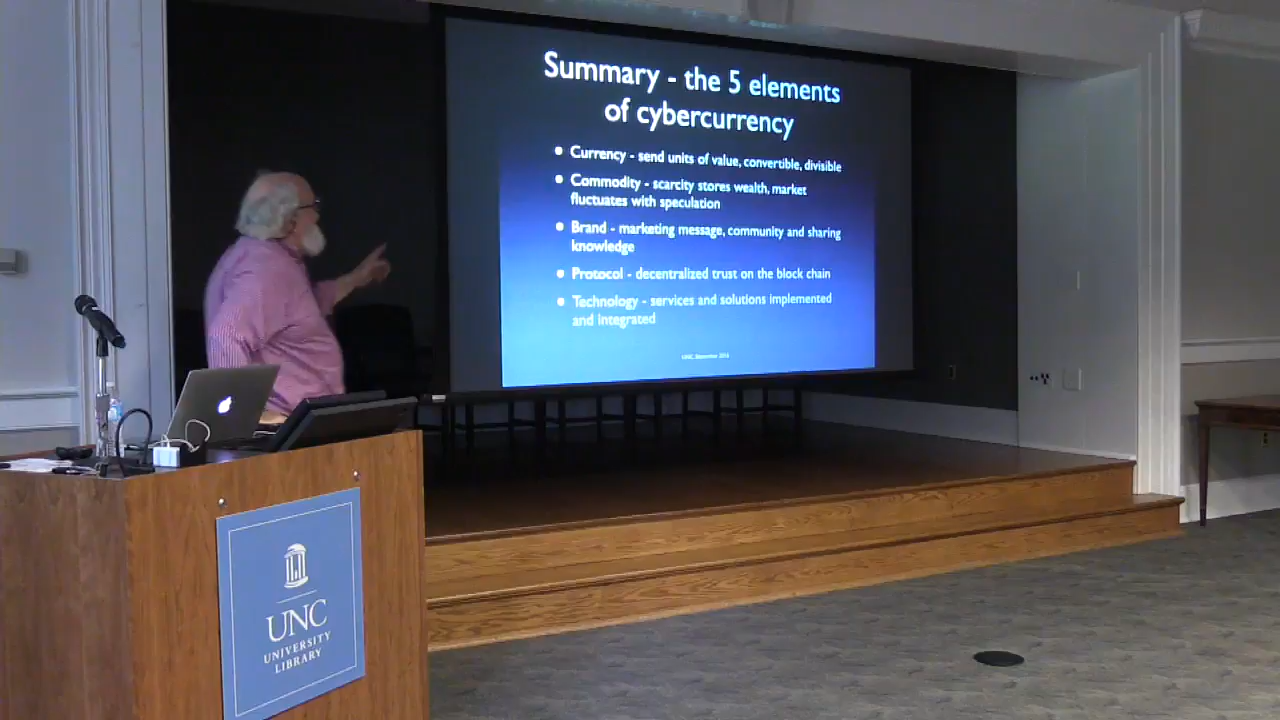 Summary - the 5 elements
of cybercurrency
Currency - send units of value, convertible, divisible
Commodity - scarcity stores wealth, market
fluctuates with speculation
Brand - marketing message, community and sharing
knowledge
Protocol - decentralized trust on the block chain
Technology - services and solutions implemented
and integrated
UNC
UNC
UNIVERSITY
LIBRARY